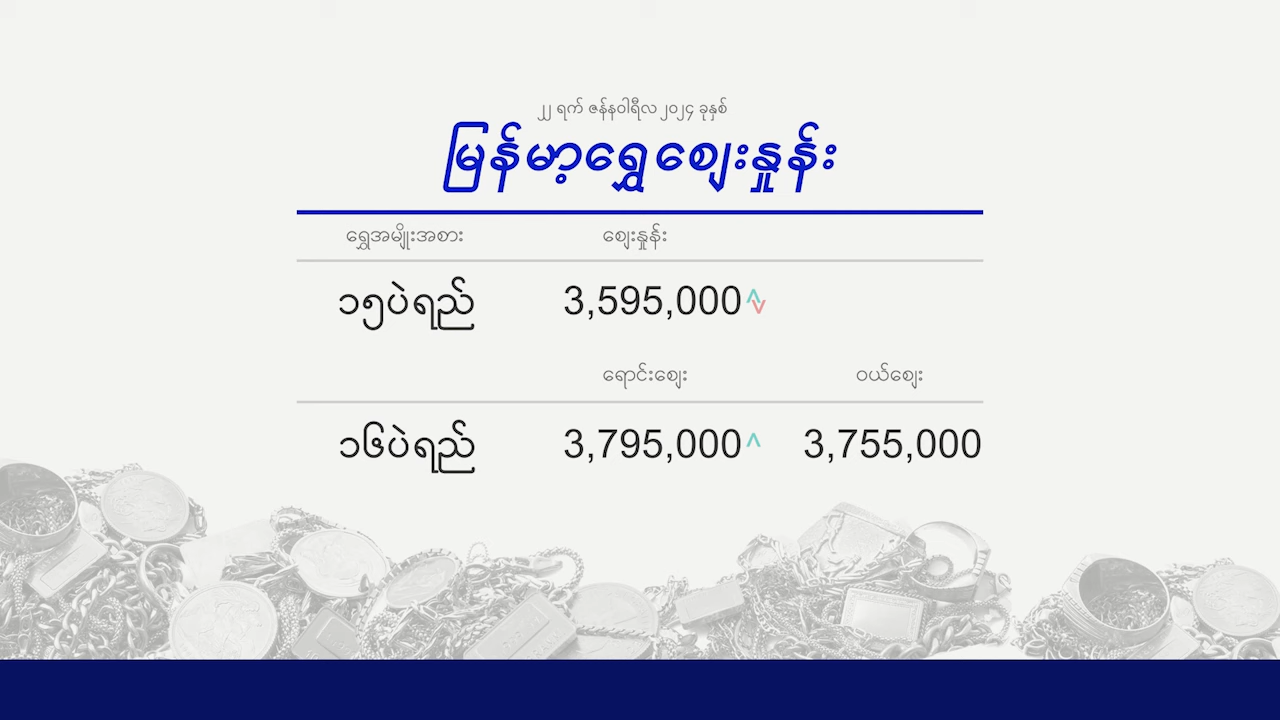 ၂၂ ရက် ဇန်နဝါရီလ ၂၀၂၄ ခုနှစ်
မြန်မာ့ရွှေဈေးနှုန်း
ရွှေအမျိုးအစား ဈေးနှုန်း
၁၅ပဲရည် 3,595,000
ရောင်းဈေး ဝယ်ဈေး
၁၆ပဲရည် 3,795,000 3,755,000